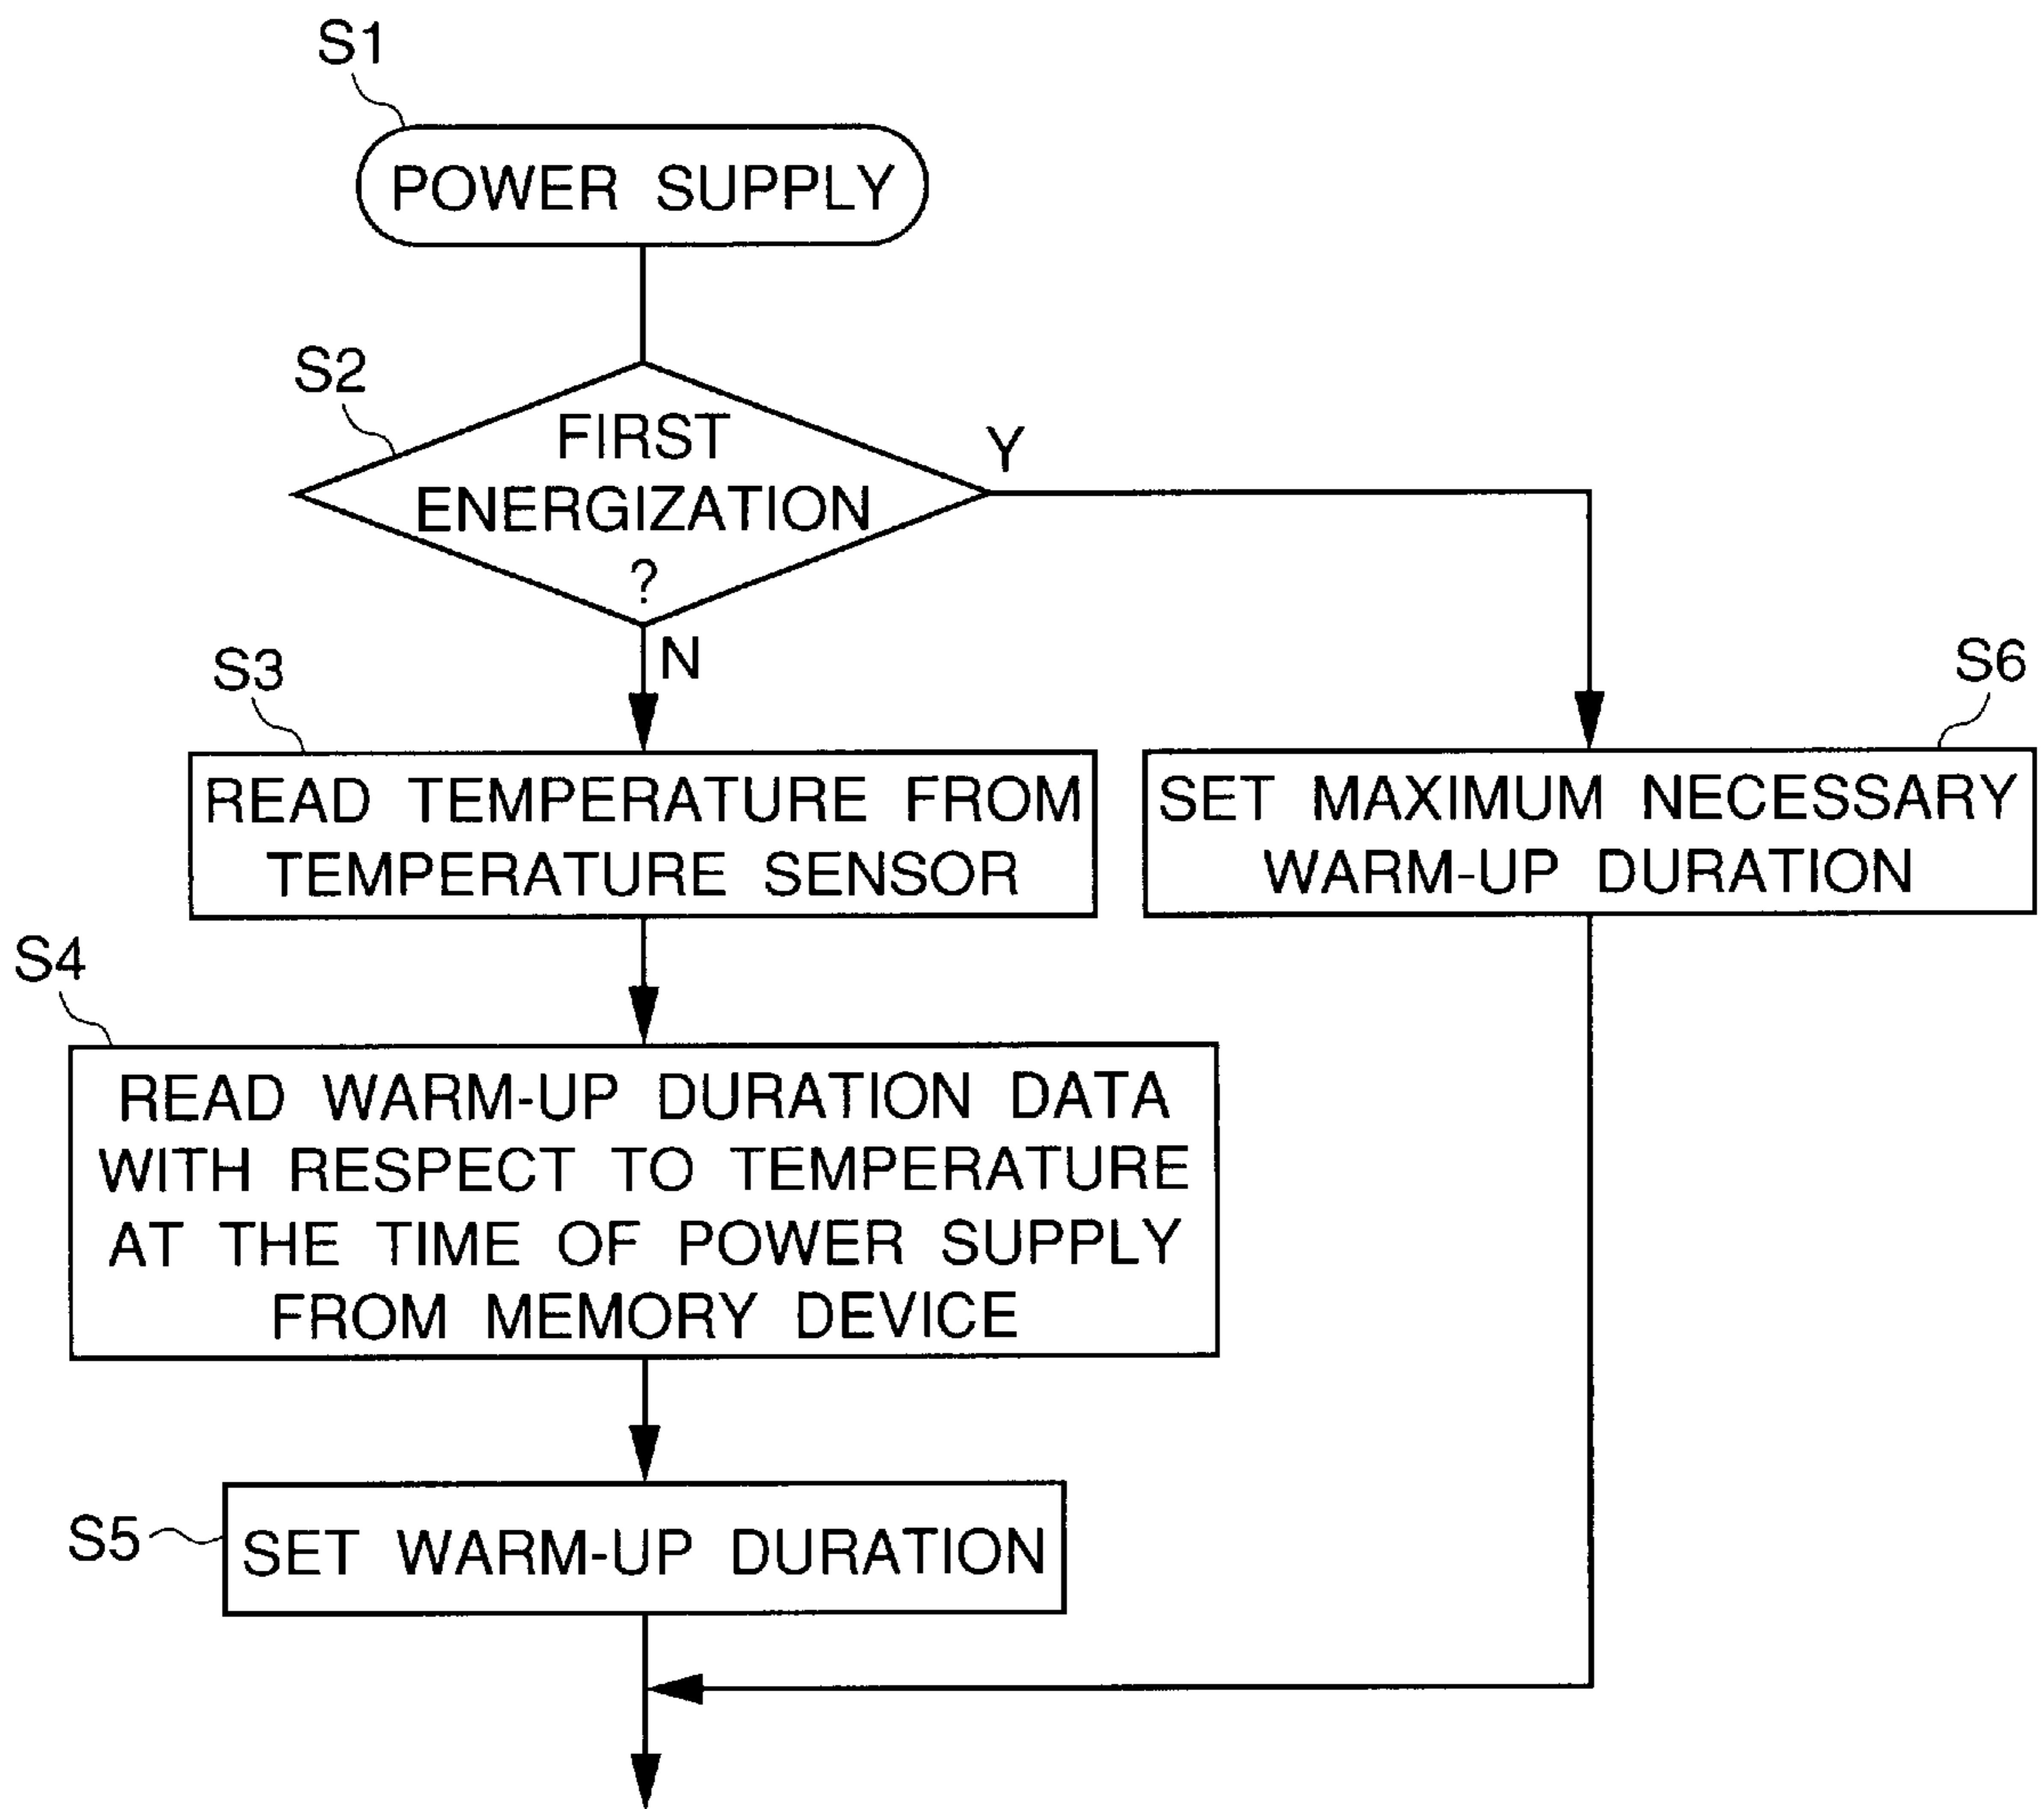 S1
POWER SUPPLY
S2
FIRST
ENERGIZATION
?
Y
N
S3
READ TEMPERATURE FROM
TEMPERATURE SENSOR
S6
SET MAXIMUM NECESSARY
WARM-UP DURATION
S4
READ WARM-UP DURATION DATA
WITH RESPECT TO TEMPERATURE
AT THE TIME OF POWER SUPPLY
FROM MEMORY DEVICE
S5
SET WARM-UP DURATION